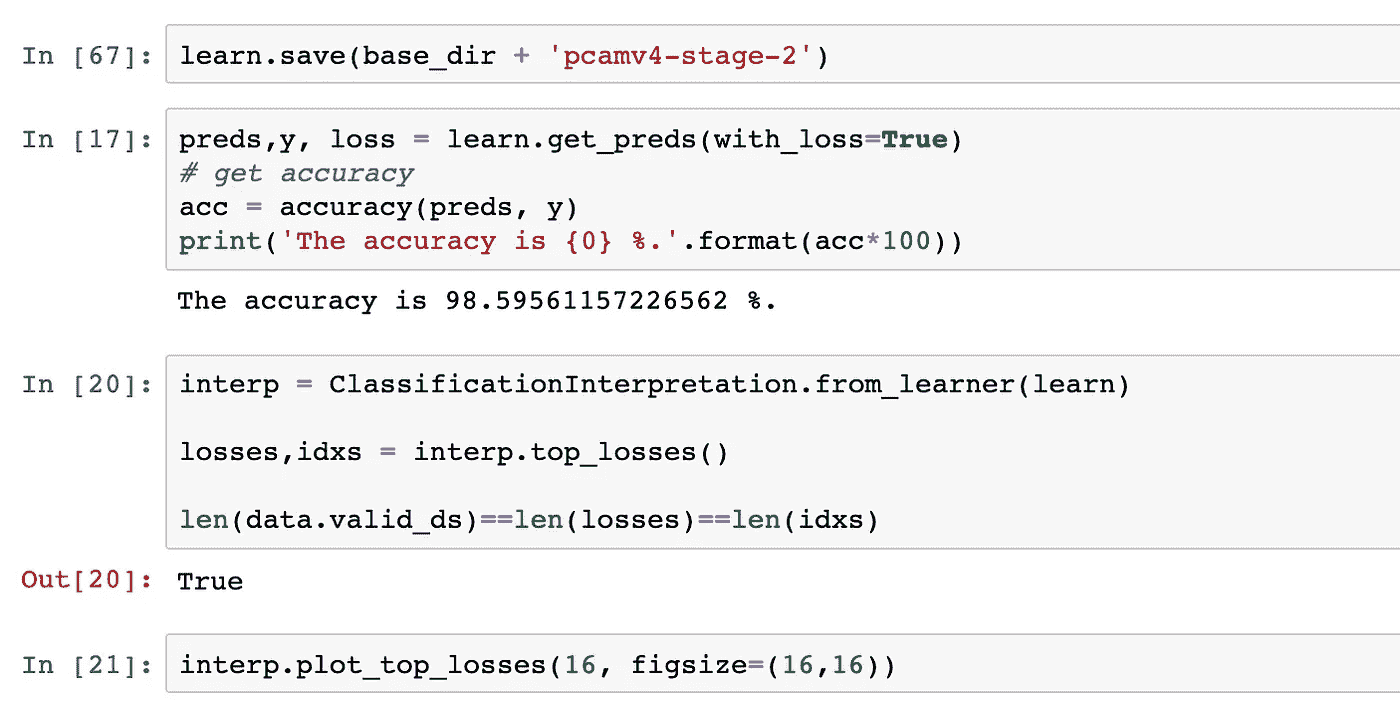 In [67]: learn.save(base_dir + 'pcamv4-stage-2')
In [17]: preds,y, loss = learn.get_preds(with_loss=True)
# get accuracy
acc = accuracy(preds, y)
print('The accuracy is {0} %.'.format(acc*100))
The accuracy is 98.59561157226562 %.
In [20]: interp = ClassificationInterpretation.from_learner(learn)
losses,idxs = interp.top_losses()
len(data.valid_ds)==len(losses)==len(idxs)
Out[20]: True
In [21]: interp.plot_top_losses(16, figsize=(16,16))